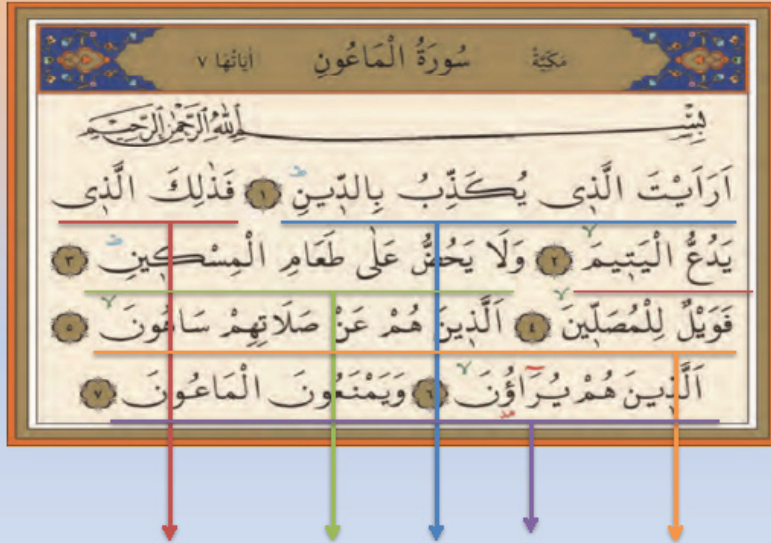 مَكِّيَّةٌ سُورَةُ الْمَاعُونِ اٰيَاتُهَا ٧
بِسْمِ اللّٰهِ الرَّحْمٰنِ الرَّحٖيمِ
اَرَاَيْتَ الَّذٖى يُكَذِّبُ بِالدّٖينِۜ ١ فَذٰلِكَ الَّذٖى
يَدُعُّ الْيَتٖيمَۙ ٢ وَلَا يَحُضُّ عَلٰى طَعَامِ الْمِسْكٖينِۜ ٣
فَوَيْلٌ لِلْمُصَلّٖينَۙ ٤ اَلَّذٖينَ هُمْ عَنْ صَلَاتِهِمْ سَاهُونَۙ ٥
اَلَّذٖينَ هُمْ يُرَٓاؤُ۫نَۙ ٦ وَيَمْنَعُونَ الْمَاعُونَ ٧